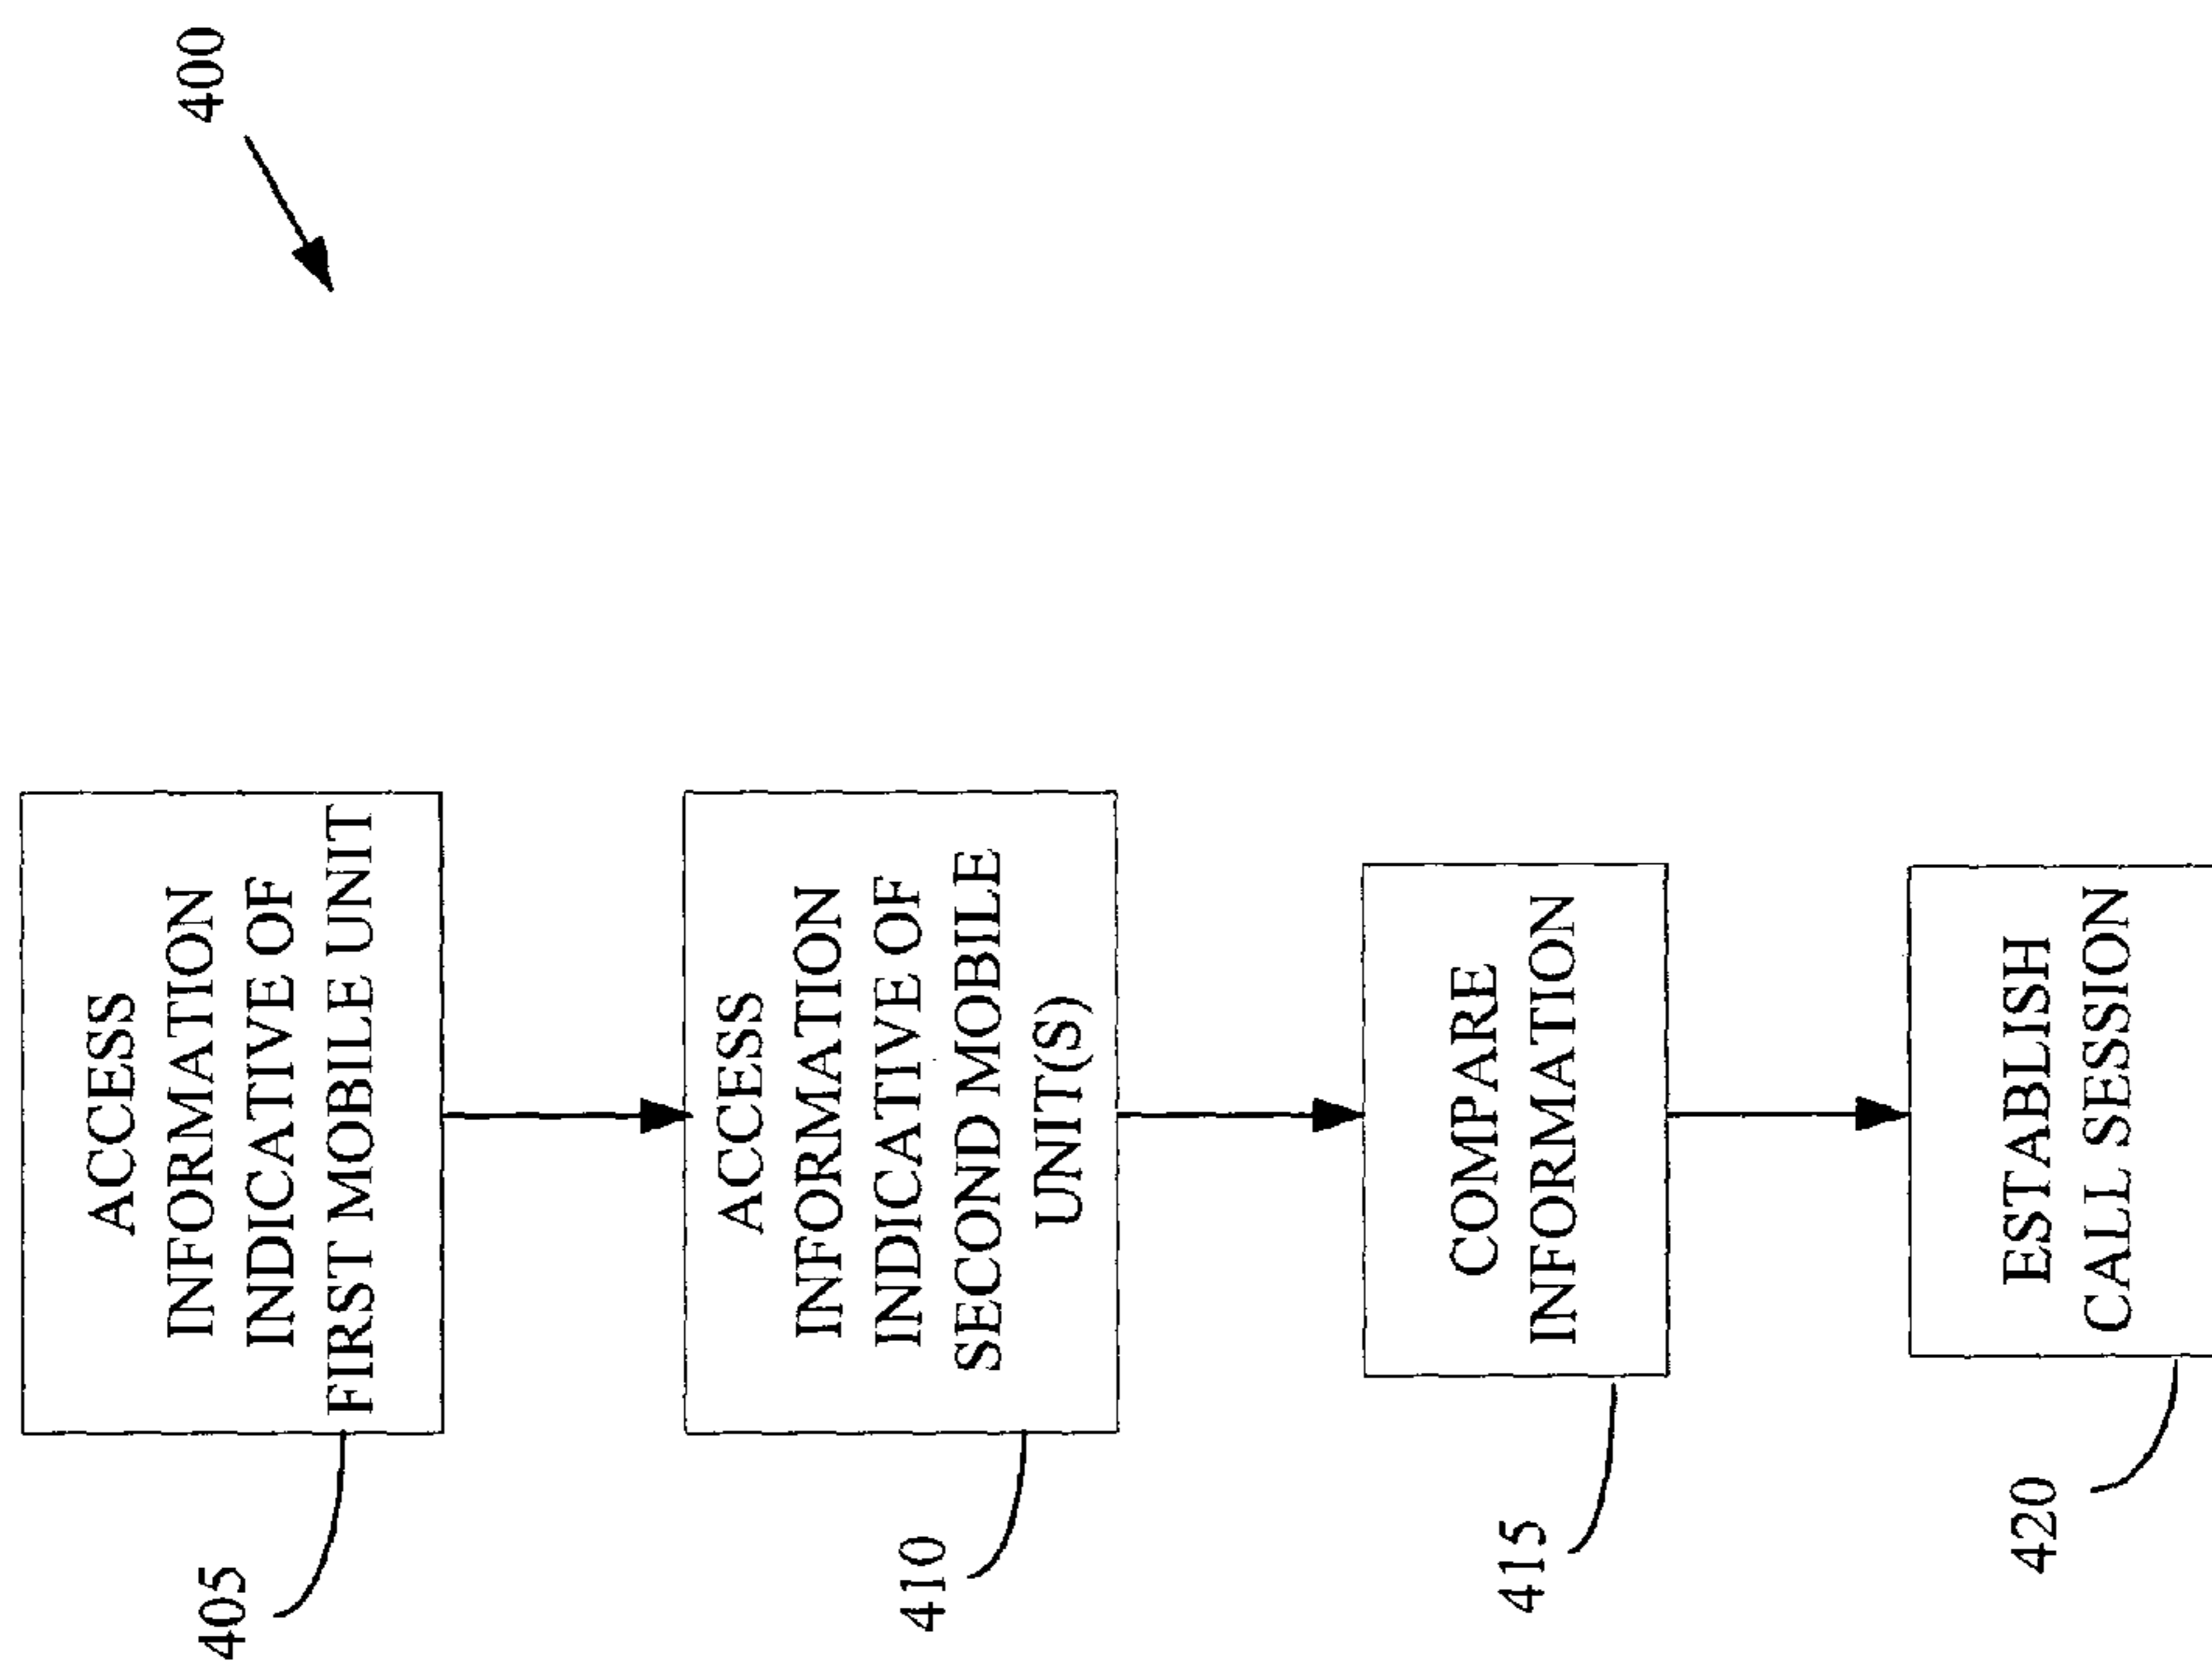 400
405
ACCESS
INFORMATION
INDICATIVE OF
FIRST MOBILE UNIT
410
ACCESS
INFORMATION
INDICATIVE OF
SECOND MOBILE
UNIT(S)
415
COMPARE
INFORMATION
420
ESTABLISH
CALL SESSION